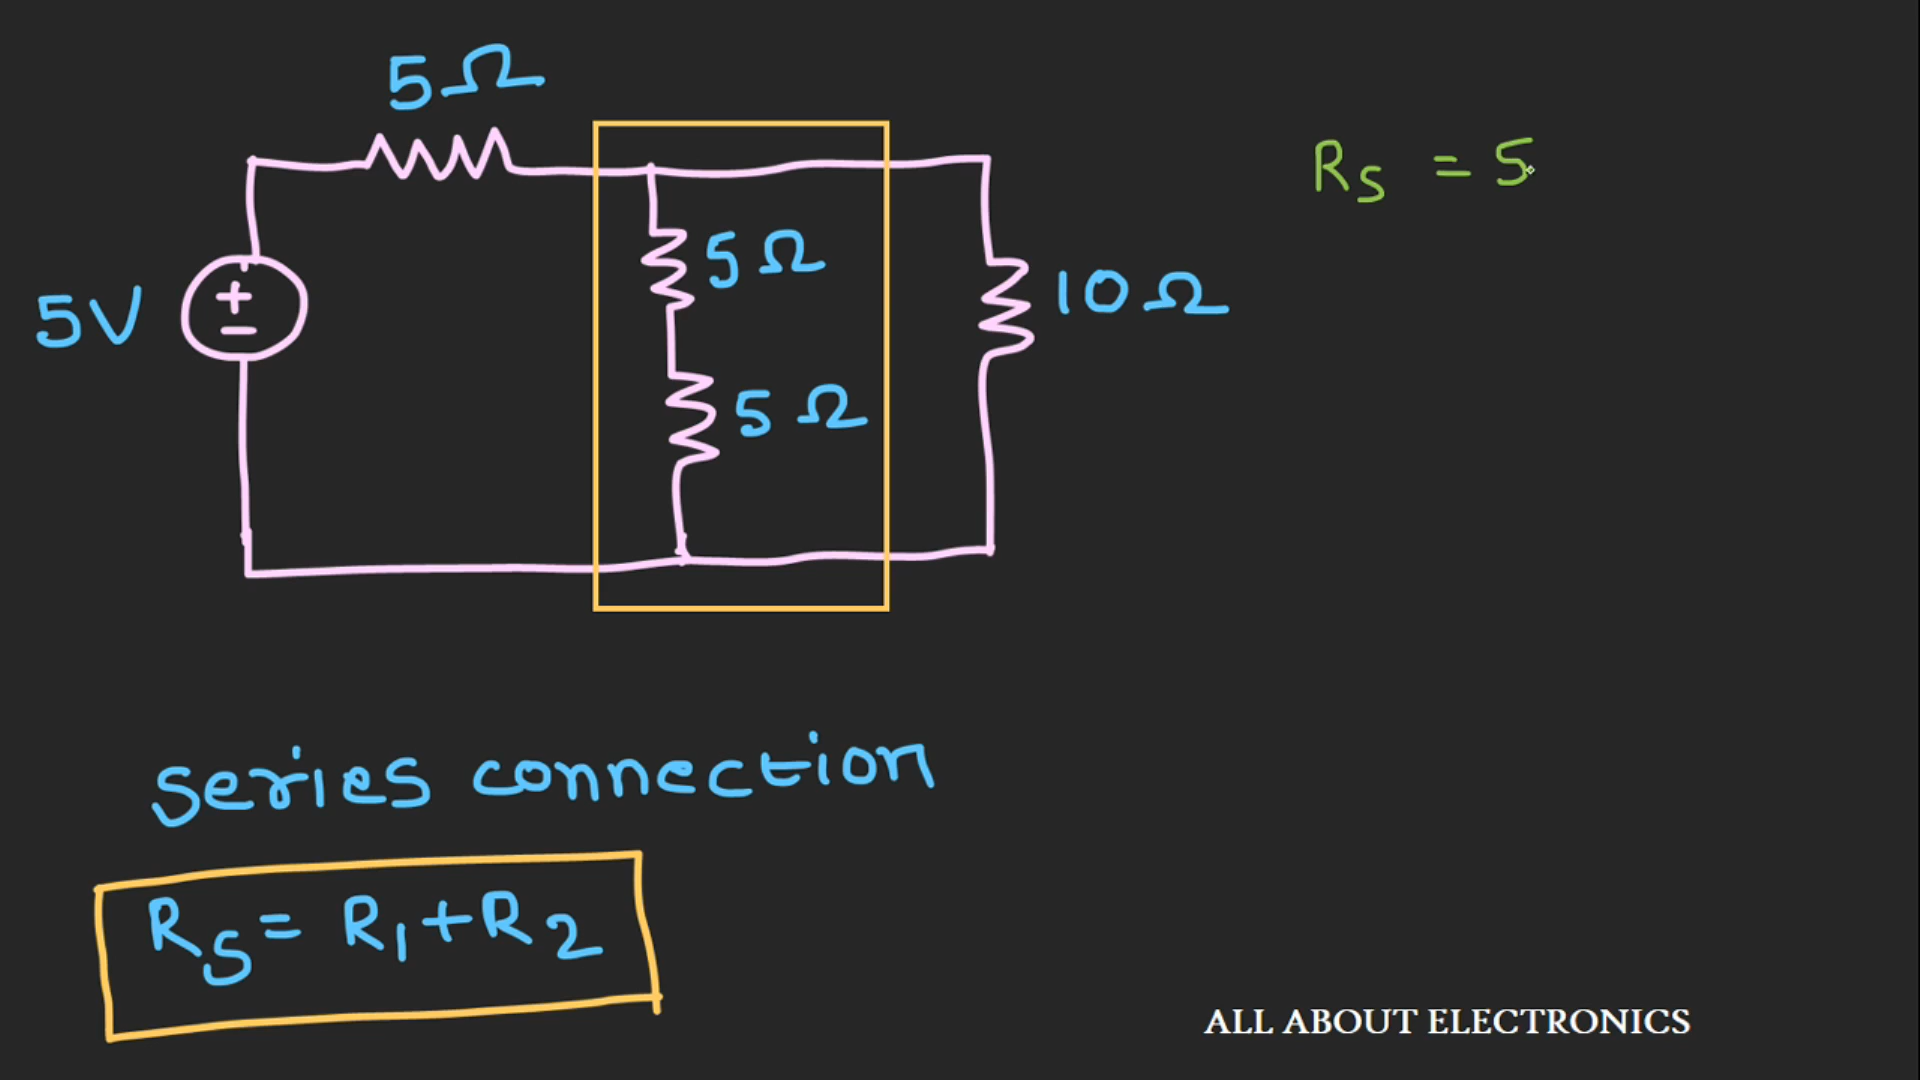 5Ω
Rs = 5
5Ω
10Ω
5V
+
−
5Ω
series connection
Rs = R1 + R2
ALL ABOUT ELECTRONICS